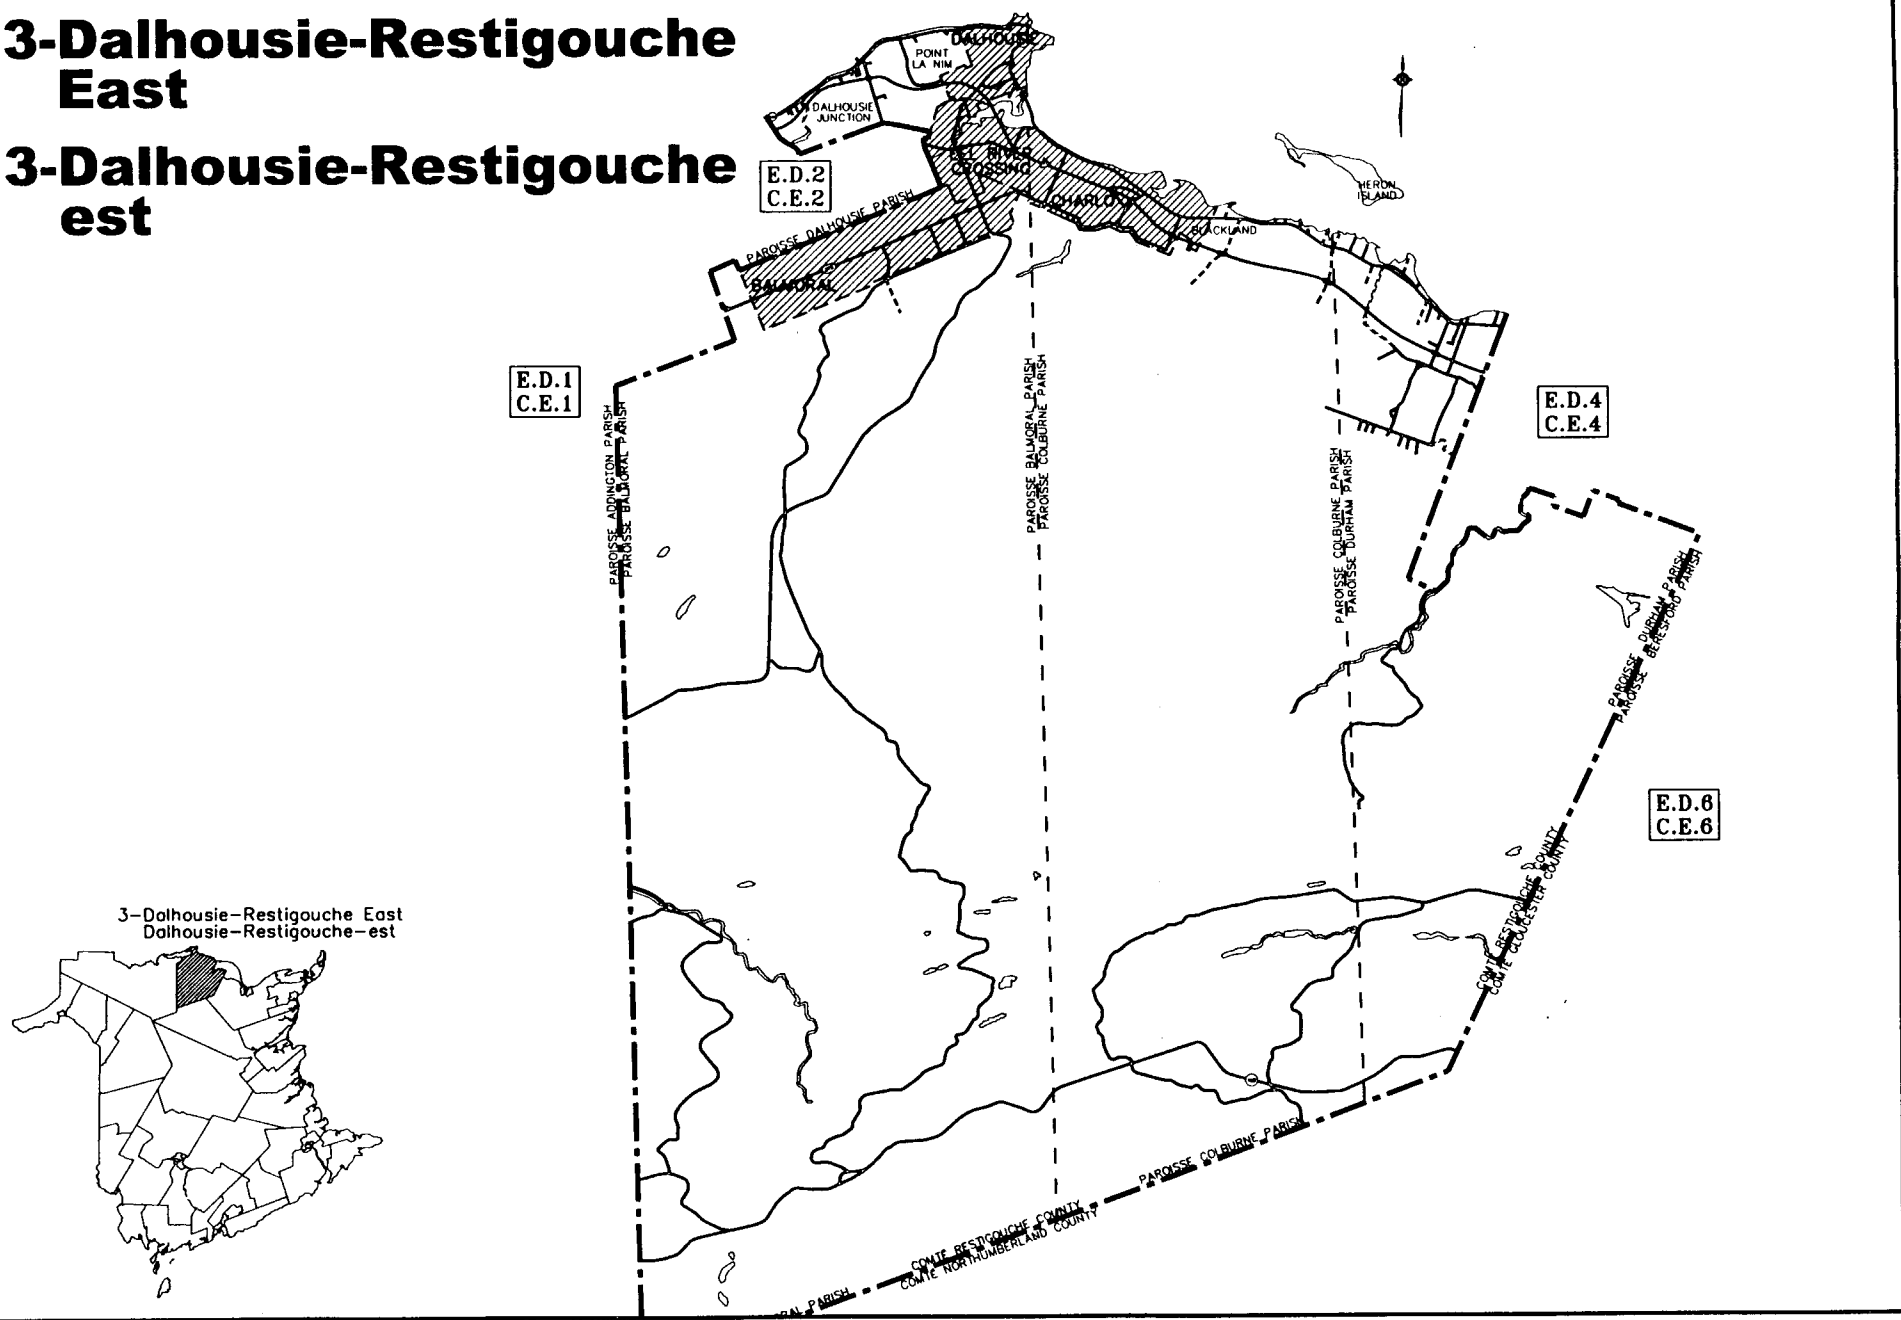 3-Dalhousie-Restigouche
East
3-Dalhousie-Restigouche
est
DALHOUSIE
POINT
LA NIM
DALHOUSIE
JUNCTION
E.D.2
C.E.2
EEL RIVER
CROSSING
CHARLO
HERON
ISLAND
BLACKLAND
PAROISSE DALHOUSIE PARISH
BALMORAL
E.D.1
C.E.1
E.D.4
C.E.4
PAROISSE ADDINGTON PARISH
PAROISSE BALMORAL PARISH
PAROISSE BALMORAL PARISH
PAROISSE COLBURNE PARISH
PAROISSE COLBURNE PARISH
PAROISSE DURHAM PARISH
PAROISSE DURHAM PARISH
PAROISSE BERESFORD PARISH
E.D.6
C.E.6
COMTÉ RESTIGOUCHE COUNTY
COMTÉ GLOUCESTER COUNTY
3-Dalhousie-Restigouche East
Dalhousie-Restigouche-est
PAROISSE COLBURNE PARISH
COMTÉ RESTIGOUCHE COUNTY
COMTÉ NORTHUMBERLAND COUNTY
RAL PARISH